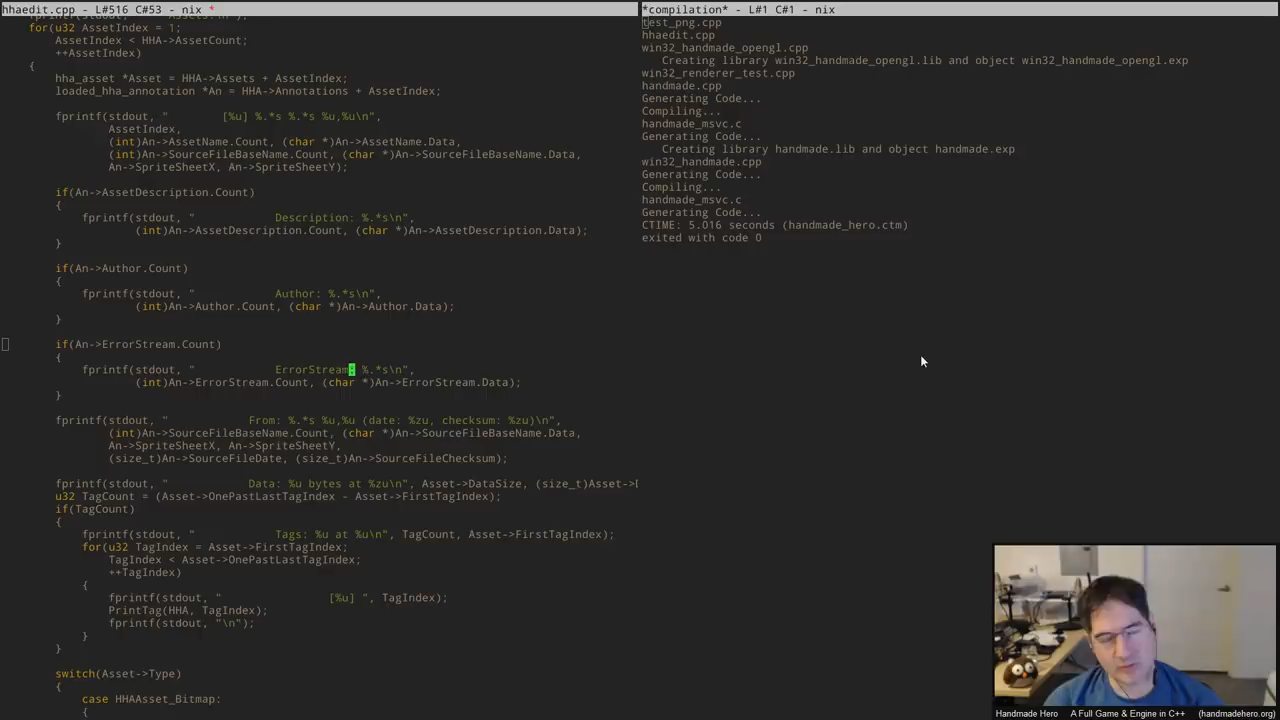 hhaedit.cpp - L#516 C#53 - nix *
fprintf(stdout, "  Assets:\n");
for(u32 AssetIndex = 1;
AssetIndex < HHA->AssetCount;
++AssetIndex)
{
hha_asset *Asset = HHA->Assets + AssetIndex;
loaded_hha_annotation *An = HHA->Annotations + AssetIndex;
fprintf(stdout, "        [%u] %.*s %.*s %u,%u\n",
AssetIndex,
(int)An->AssetName.Count, (char *)An->AssetName.Data,
(int)An->SourceFileBaseName.Count, (char *)An->SourceFileBaseName.Data,
An->SpriteSheetX, An->SpriteSheetY);
if(An->AssetDescription.Count)
{
fprintf(stdout, "            Description: %.*s\n",
(int)An->AssetDescription.Count, (char *)An->AssetDescription.Data);
}
if(An->Author.Count)
{
fprintf(stdout, "            Author: %.*s\n",
(int)An->Author.Count, (char *)An->Author.Data);
}
if(An->ErrorStream.Count)
{
fprintf(stdout, "            ErrorStream: %.*s\n",
(int)An->ErrorStream.Count, (char *)An->ErrorStream.Data);
}
fprintf(stdout, "            From: %.*s %u,%u (date: %zu, checksum: %zu)\n",
(int)An->SourceFileBaseName.Count, (char *)An->SourceFileBaseName.Data,
An->SpriteSheetX, An->SpriteSheetY,
(size_t)An->SourceFileDate, (size_t)An->SourceFileChecksum);
fprintf(stdout, "            Data: %u bytes at %zu\n", Asset->DataSize, (size_t)Asset->D
u32 TagCount = (Asset->OnePastLastTagIndex - Asset->FirstTagIndex);
if(TagCount)
{
fprintf(stdout, "            Tags: %u at %u\n", TagCount, Asset->FirstTagIndex);
for(u32 TagIndex = Asset->FirstTagIndex;
TagIndex < Asset->OnePastLastTagIndex;
++TagIndex)
{
fprintf(stdout, "                [%u] ", TagIndex);
PrintTag(HHA, TagIndex);
fprintf(stdout, "\n");
}
}
switch(Asset->Type)
{
case HHAAsset_Bitmap:
{
*compilation* - L#1 C#1 - nix
test_png.cpp
hhaedit.cpp
win32_handmade_opengl.cpp
Creating library win32_handmade_opengl.lib and object win32_handmade_opengl.exp
win32_renderer_test.cpp
handmade.cpp
Generating Code...
Compiling...
handmade_msvc.c
Generating Code...
Creating library handmade.lib and object handmade.exp
win32_handmade.cpp
Generating Code...
Compiling...
handmade_msvc.c
Generating Code...
CTIME: 5.016 seconds (handmade_hero.ctm)
exited with code 0
Handmade Hero A Full Game & Engine in C++ (handmadehero.org)